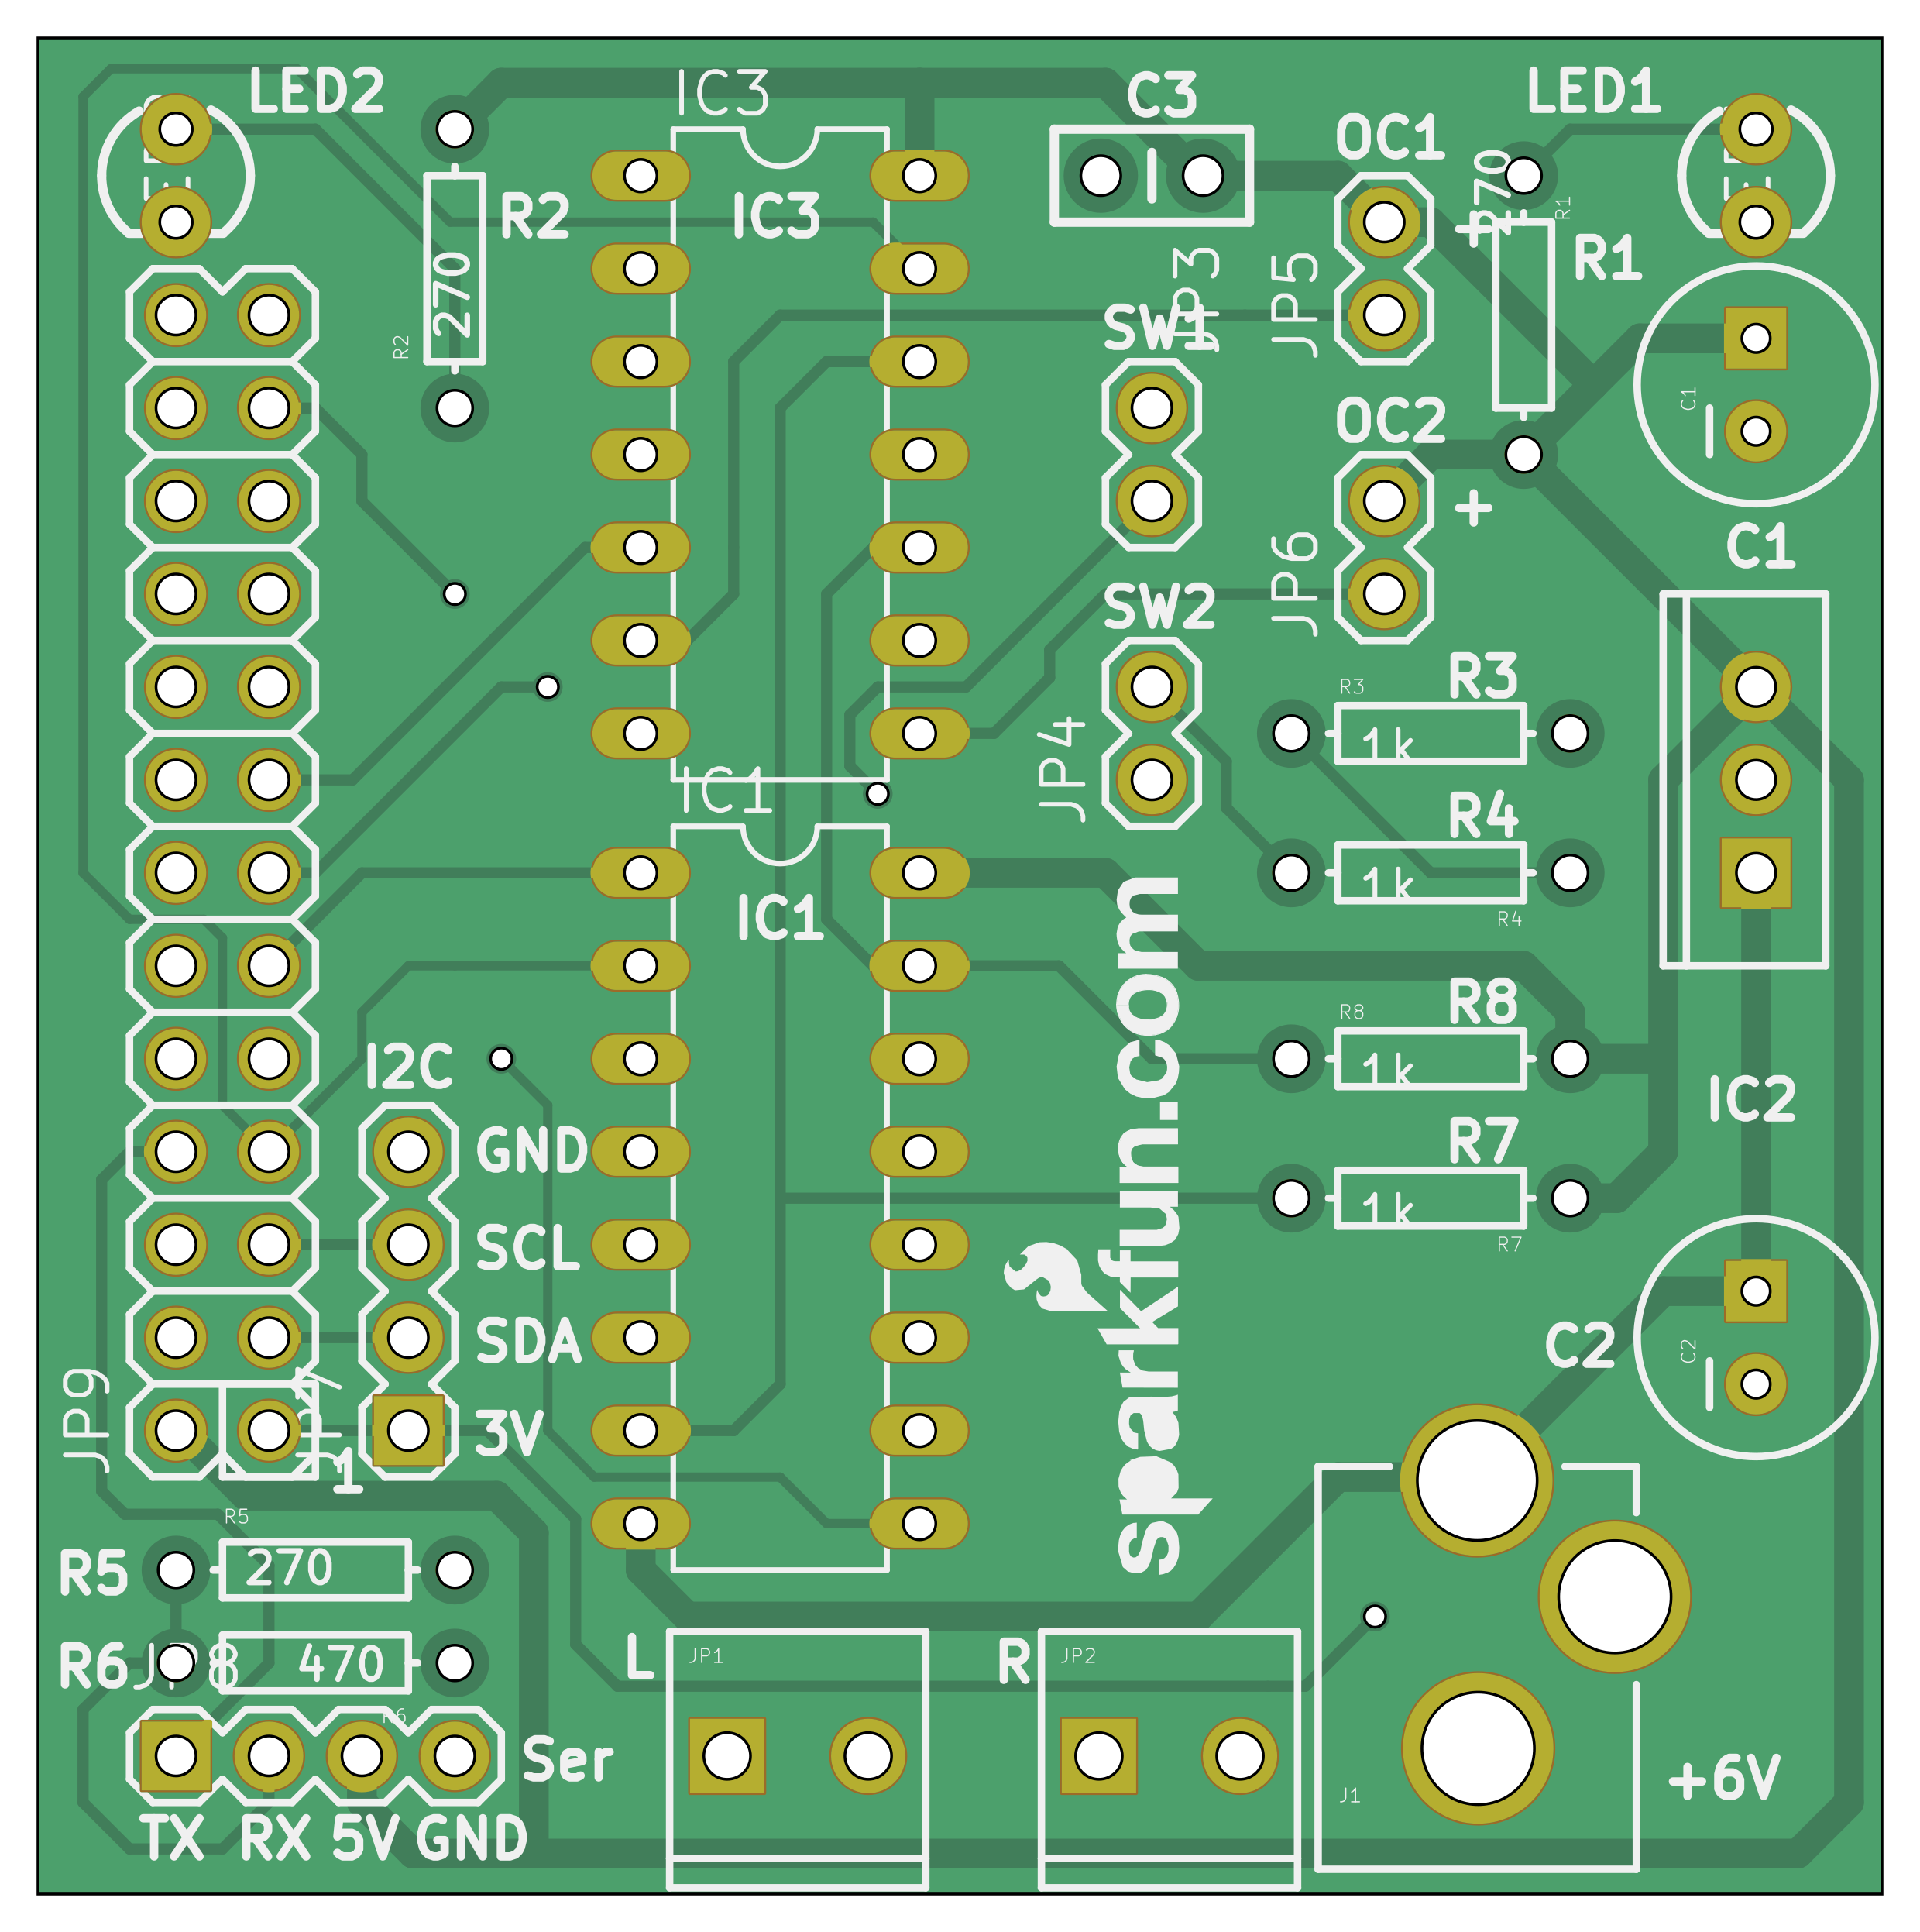 LED2
IC3
C3
OC1
LED1
270
R1
R2
IC3
+
R1
JP3
270
SW1
JP5
R2
C1
OC2
+
C1
JP6
SW2
R3
R3
JP4
1k
IC1
R4
1k
R4
IC1
R8
R8
I2C
1k
IC2
GND
R7
SCL
1k
R7
sparkfun.com
SDA
C2
C2
JP9
JP7
3V
1
R5
R5
270
R6
JP8
470
L
JP1
R
JP2
R6
Ser
J1
+6V
TX RX 5V GND